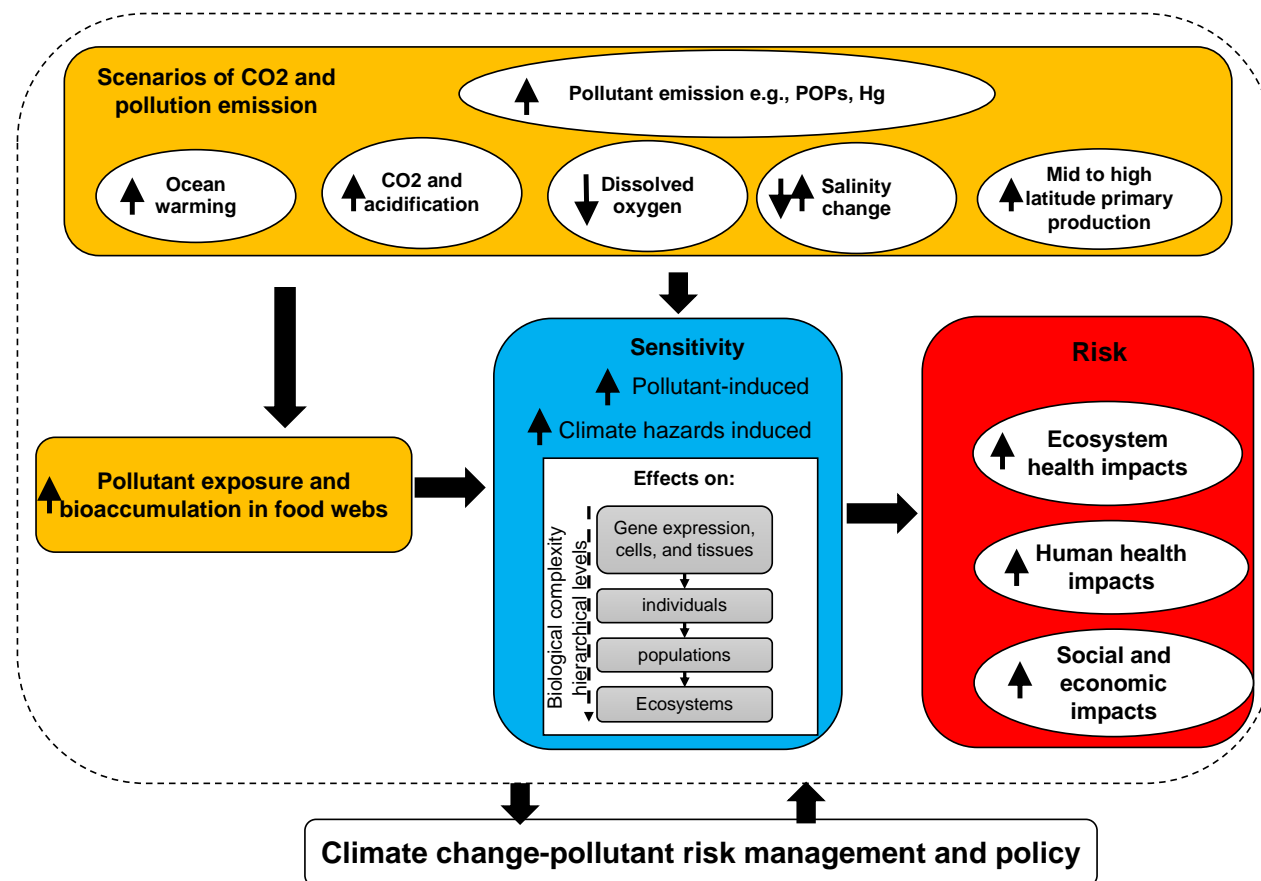 Scenarios of CO2 and
pollution emission
Pollutant emission e.g., POPs, Hg
Ocean
warming
CO2 and
acidification
Dissolved
oxygen
Salinity
change
Mid to high
latitude primary
production
Pollutant exposure and
bioaccumulation in food webs
Sensitivity
Pollutant-induced
Climate hazards induced
Effects on:
Biological complexity
hierarchical levels
Gene expression,
cells, and tissues
individuals
populations
Ecosystems
Risk
Ecosystem
health impacts
Human health
impacts
Social and
economic
impacts
Climate change-pollutant risk management and policy